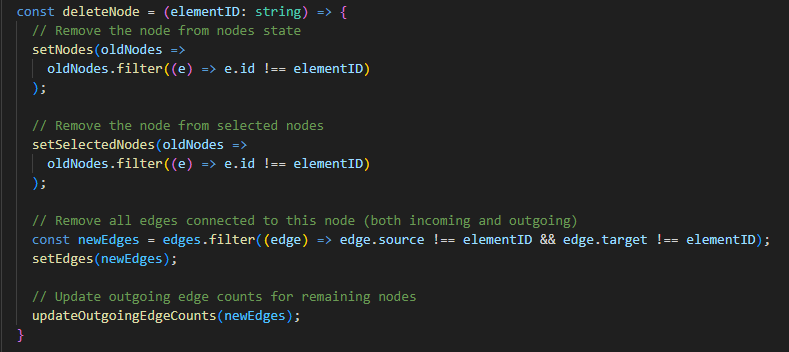 const deleteNode = (elementID: string) => {
// Remove the node from nodes state
setNodes(oldNodes =>
oldNodes.filter((e) => e.id !== elementID)
);
// Remove the node from selected nodes
setSelectedNodes(oldNodes =>
oldNodes.filter((e) => e.id !== elementID)
);
// Remove all edges connected to this node (both incoming and outgoing)
const newEdges = edges.filter((edge) => edge.source !== elementID && edge.target !== elementID);
setEdges(newEdges);
// Update outgoing edge counts for remaining nodes
updateOutgoingEdgeCounts(newEdges);
}